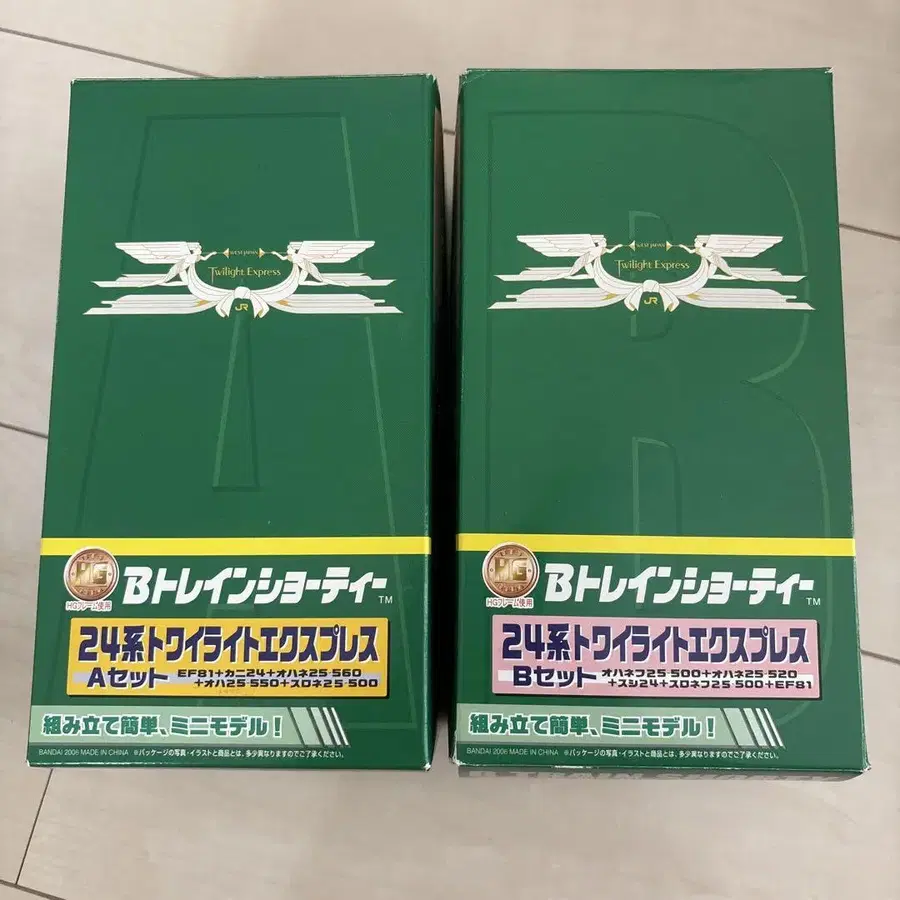 WEST JAPAN
Twilight Express
JR
HG
HGフレーム使用
Bトレインショーティー™
24系トワイライトエクスプレス
Aセット
EF81+カニ24+オハネ25-560
+オハ25-550+スロネ25-500
組み立て簡単、ミニモデル!
BANDAI 2006 MADE IN CHINA ※パッケージの写真・イラストと商品とは、多少異なりますのでご了承ください。
WEST JAPAN
Twilight Express
JR
HG
HGフレーム使用
Bトレインショーティー™
24系トワイライトエクスプレス
Bセット
オハネフ25-500+オハネ25-520
+スシ24+スロネフ25-500+EF81
組み立て簡単、ミニモデル!
BANDAI 2006 MADE IN CHINA ※パッケージの写真・イラストと商品とは、多少異なりますのでご了承ください。